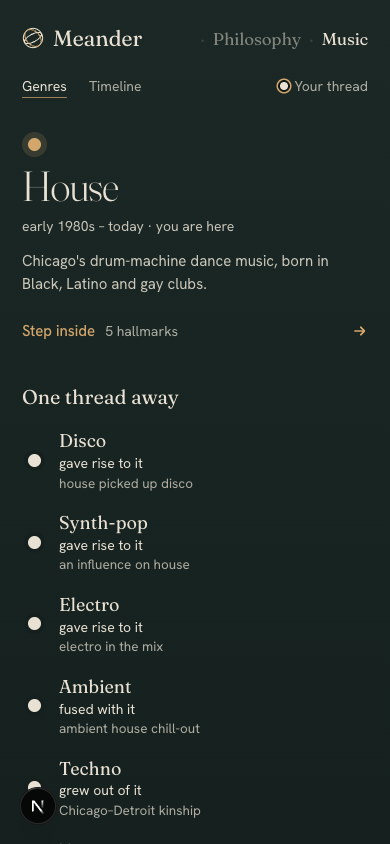 Meander
· Philosophy · Music
Genres Timeline Your thread
House
early 1980s – today · you are here
Chicago's drum-machine dance music, born in
Black, Latino and gay clubs.
Step inside 5 hallmarks →
One thread away
Disco
gave rise to it
house picked up disco
Synth-pop
gave rise to it
an influence on house
Electro
gave rise to it
electro in the mix
Ambient
fused with it
ambient house chill-out
Techno
grew out of it
Chicago–Detroit kinship
N